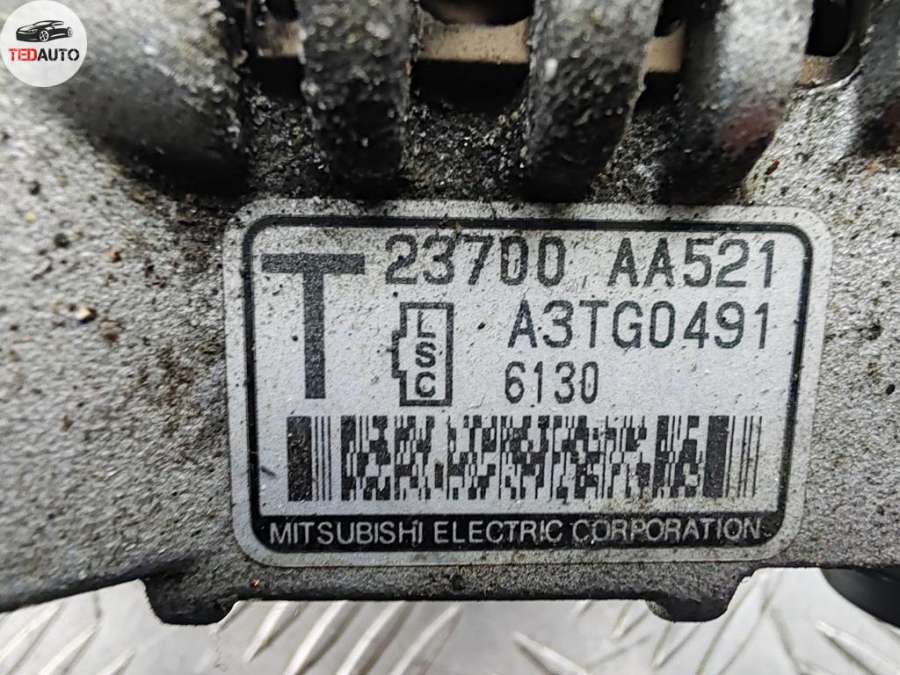 TEDAUTO
T
23700 AA521
LSC
A3TG0491
6130
MITSUBISHI ELECTRIC CORPORATION